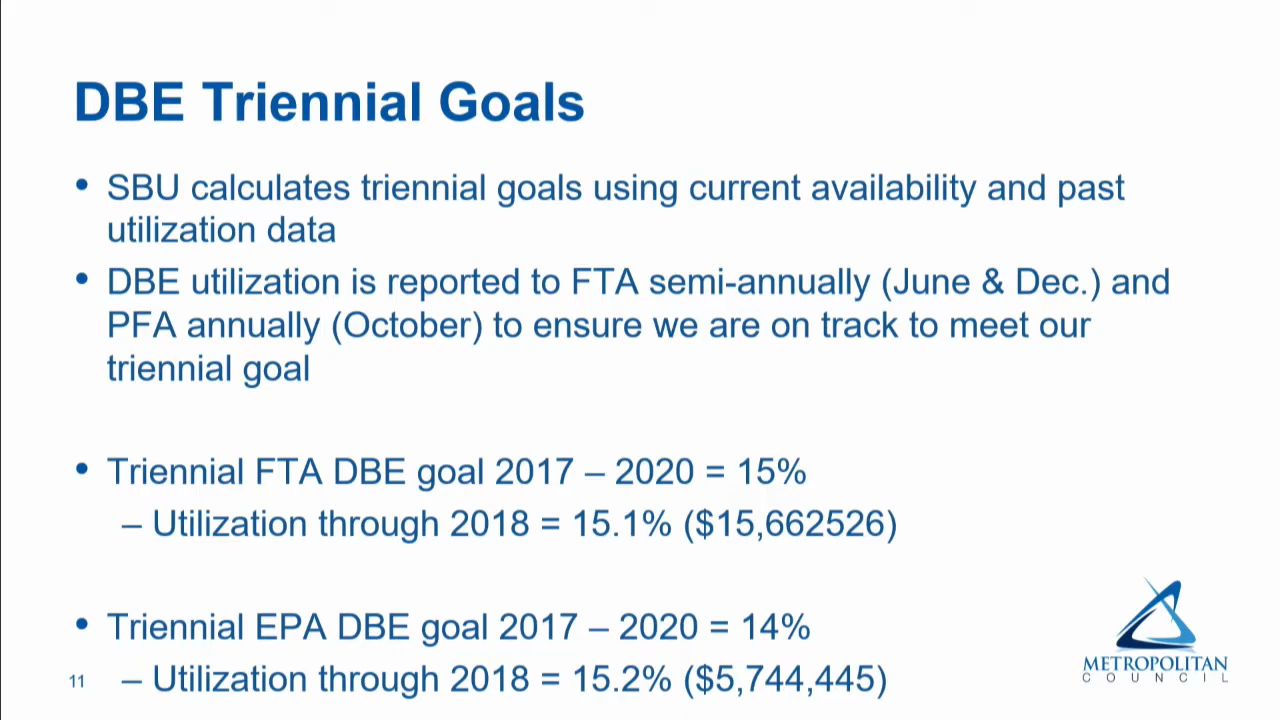 DBE Triennial Goals
• SBU calculates triennial goals using current availability and past
utilization data
• DBE utilization is reported to FTA semi-annually (June & Dec.) and
PFA annually (October) to ensure we are on track to meet our
triennial goal
• Triennial FTA DBE goal 2017 – 2020 = 15%
– Utilization through 2018 = 15.1% ($15,662526)
• Triennial EPA DBE goal 2017 – 2020 = 14%
– Utilization through 2018 = 15.2% ($5,744,445)
11
METROPOLITAN
COUNCIL